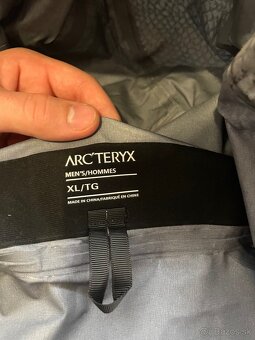 ARC'TERYX
MEN'S/HOMMES
XL/TG
MADE IN CHINA/FABRIQUÉ EN CHINE